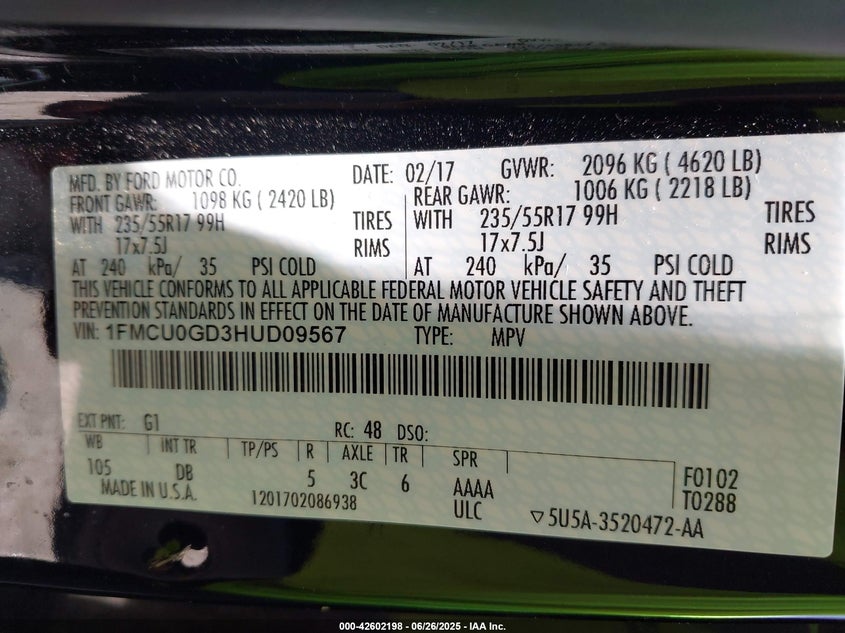 MFD. BY FORD MOTOR CO. DATE: 02/17 GVWR: 2096 KG ( 4620 LB)
FRONT GAWR: 1098 KG ( 2420 LB) REAR GAWR: 1006 KG ( 2218 LB)
WITH 235/55R17 99H TIRES WITH 235/55R17 99H TIRES
17x7.5J RIMS 17x7.5J RIMS
AT 240 kPa/ 35 PSI COLD AT 240 kPa/ 35 PSI COLD
THIS VEHICLE CONFORMS TO ALL APPLICABLE FEDERAL MOTOR VEHICLE SAFETY AND THEFT
PREVENTION STANDARDS IN EFFECT ON THE DATE OF MANUFACTURE SHOWN ABOVE.
VIN: 1FMCU0GD3HUD09567 TYPE: MPV
EXT PNT: G1 RC: 48 DSO:
WB INT TR TP/PS R AXLE TR SPR
105 DB 5 3C 6 AAAA F0102
MADE IN U.S.A. 1201702086938 ULC T0288
▽5U5A-3520472-AA
000-42602198 - 06/26/2025 - IAA Inc.